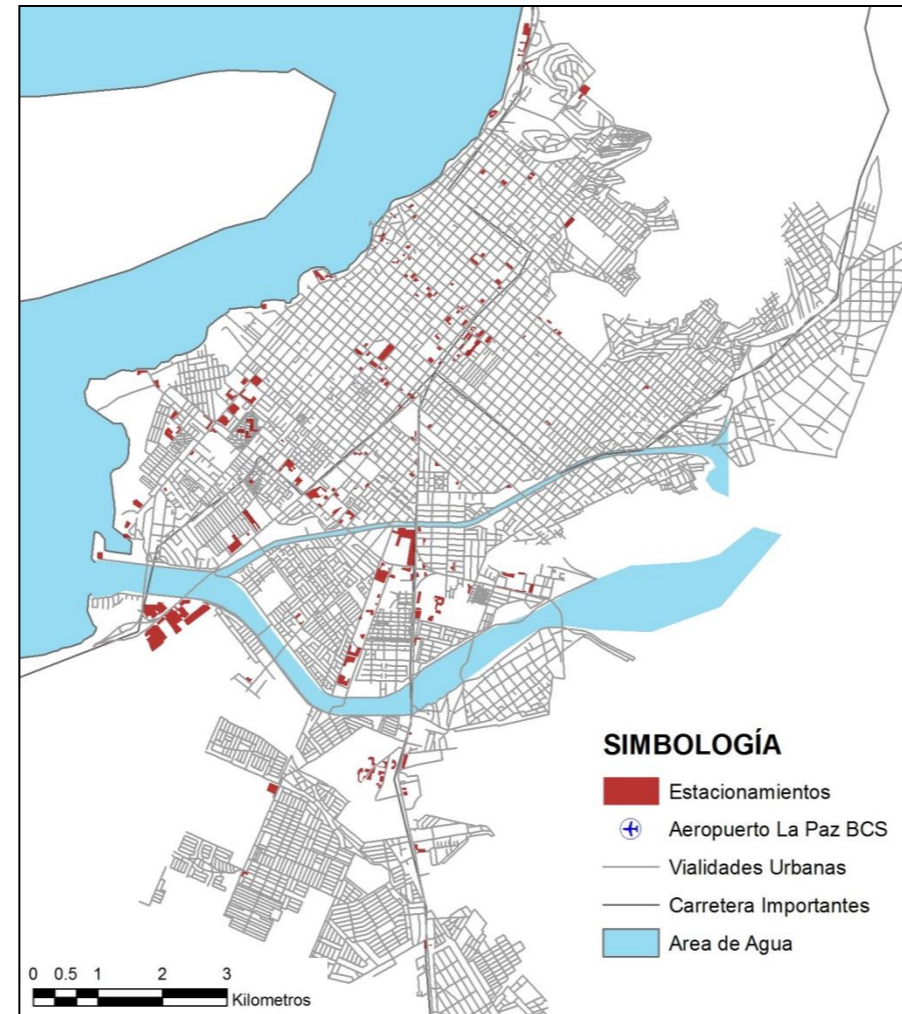 SIMBOLOGÍA
Estacionamientos
Aeropuerto La Paz BCS
Vialidades Urbanas
Carretera Importantes
Area de Agua
0 0.5 1 2 3
Kilometros